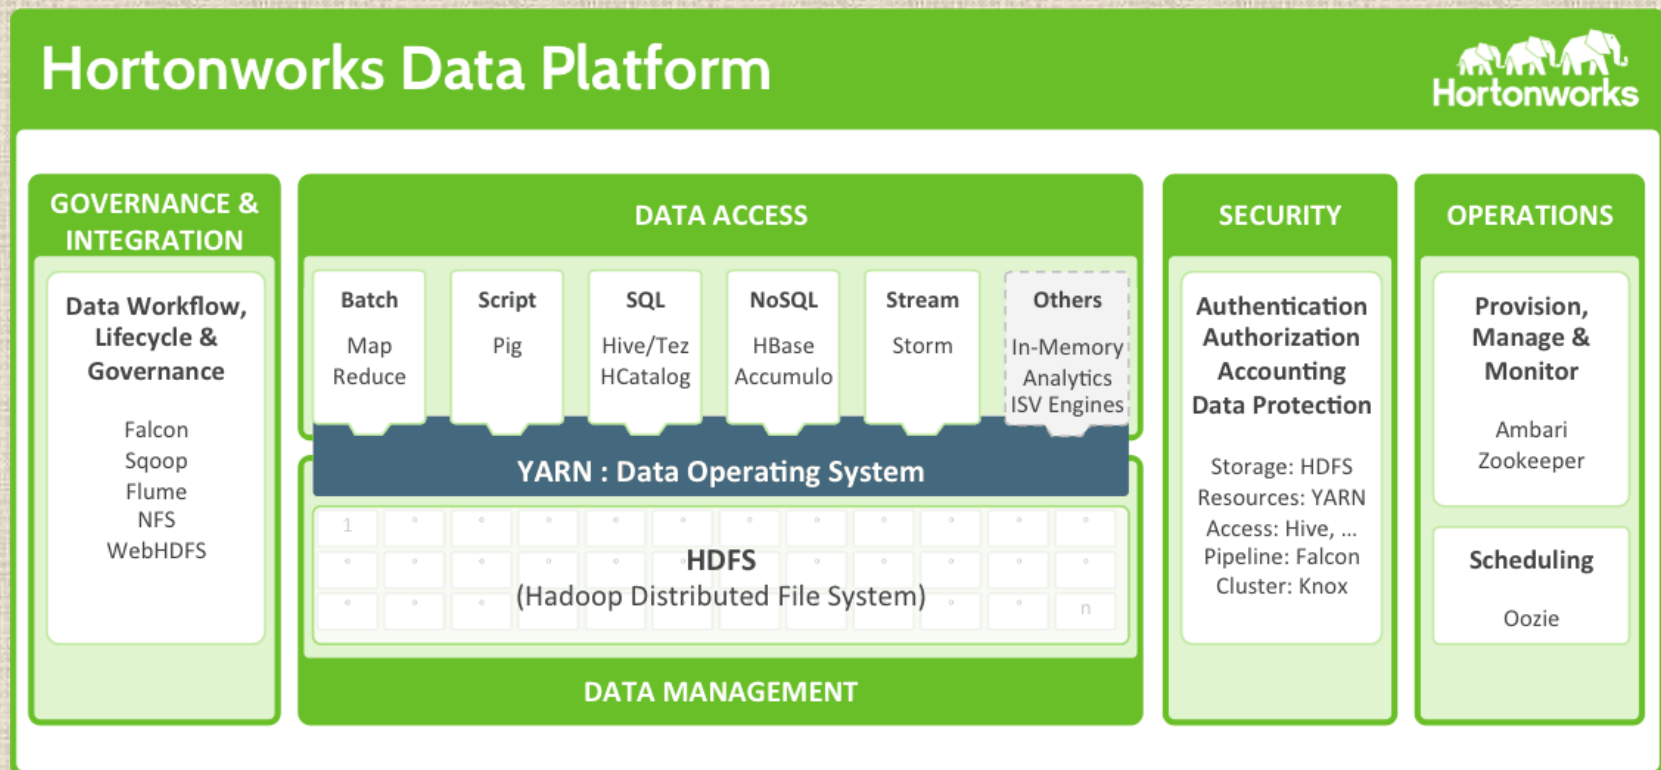 Hortonworks Data Platform
Hortonworks
GOVERNANCE &
INTEGRATION
Data Workflow,
Lifecycle &
Governance
Falcon
Sqoop
Flume
NFS
WebHDFS
DATA ACCESS
Batch
Map
Reduce
Script
Pig
SQL
Hive/Tez
HCatalog
NoSQL
HBase
Accumulo
Stream
Storm
Others
In-Memory
Analytics
ISV Engines
YARN : Data Operating System
1
HDFS
(Hadoop Distributed File System)
n
DATA MANAGEMENT
SECURITY
Authentication
Authorization
Accounting
Data Protection
Storage: HDFS
Resources: YARN
Access: Hive, ...
Pipeline: Falcon
Cluster: Knox
OPERATIONS
Provision,
Manage &
Monitor
Ambari
Zookeeper
Scheduling
Oozie